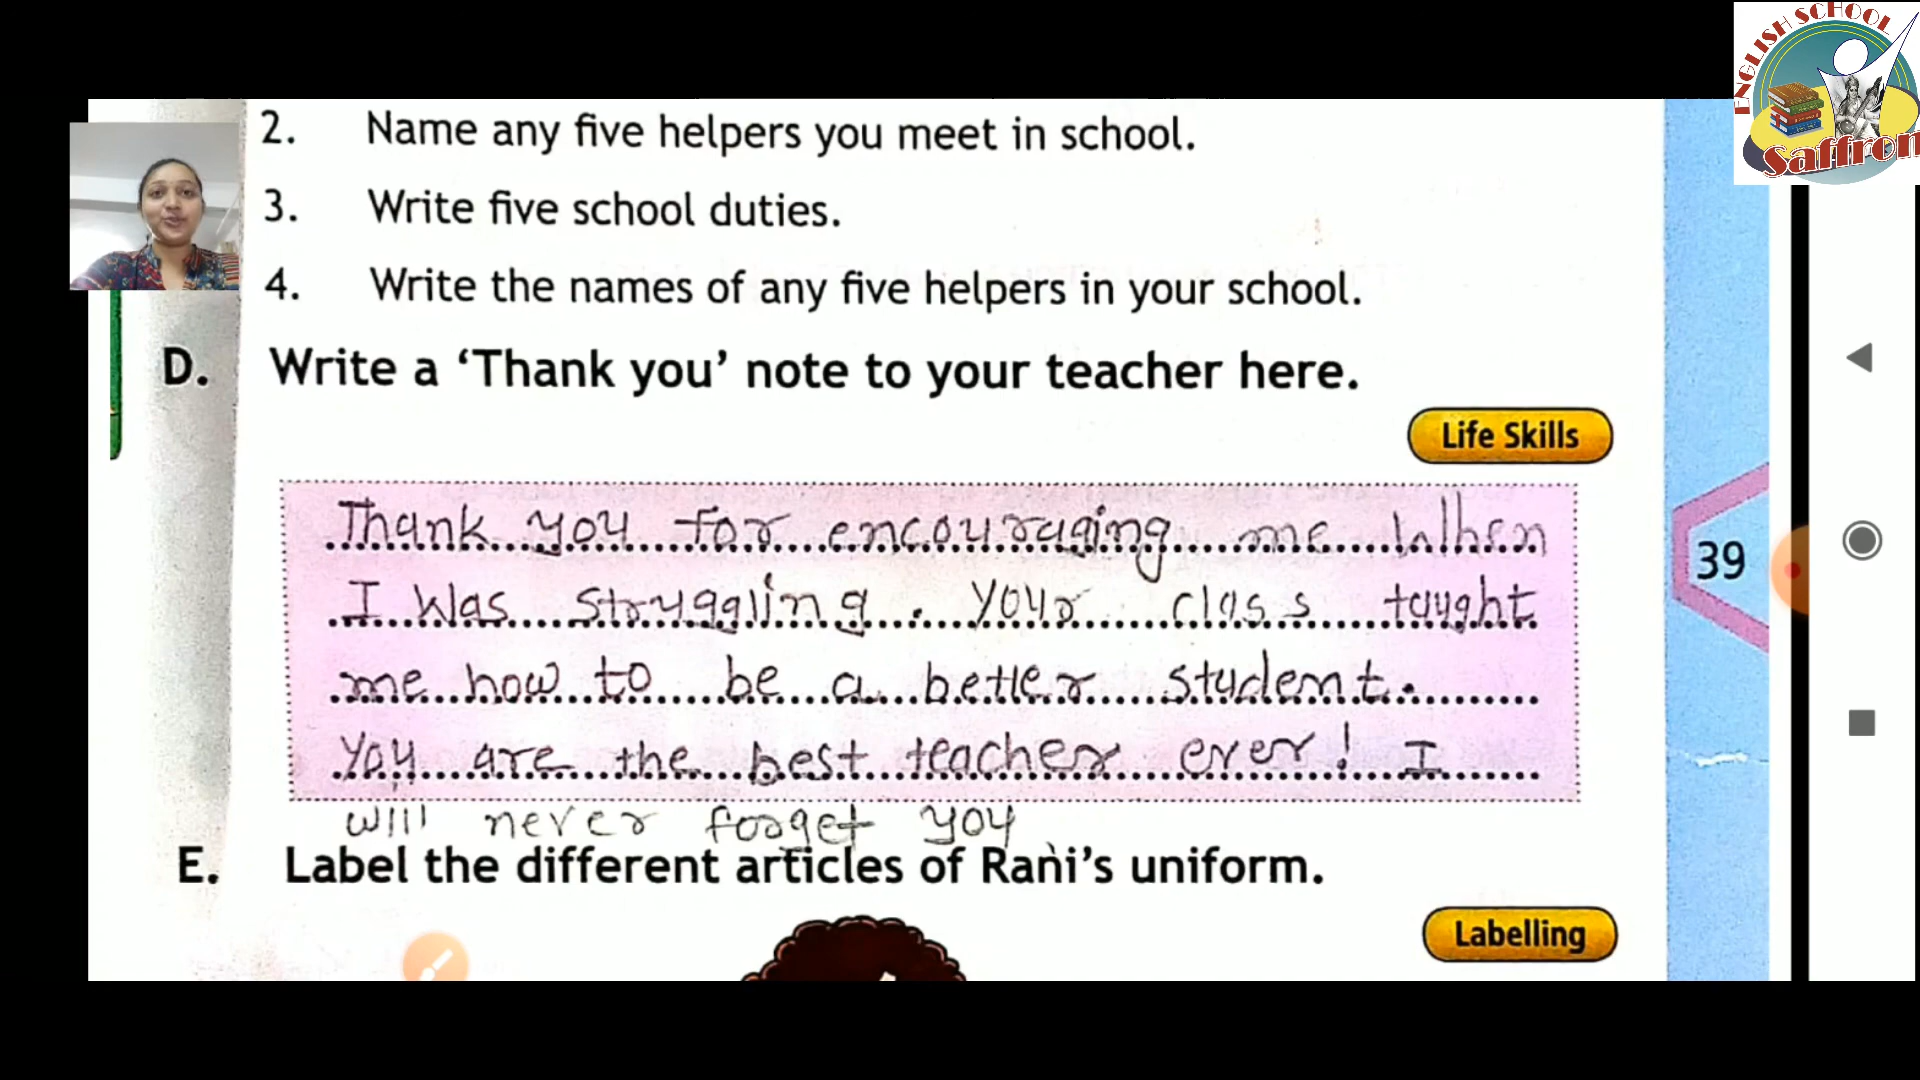 ENGLISH SCHOOL
Saffron
2. Name any five helpers you meet in school.
3. Write five school duties.
4. Write the names of any five helpers in your school.
D. Write a ‘Thank you’ note to your teacher here.
Life Skills
Thank you for encouraging me When
I Was struggling. Your class taught
me how to be a better student.
You are the best teacher ever! I
will never forget you
39
E. Label the different articles of Rani’s uniform.
Labelling